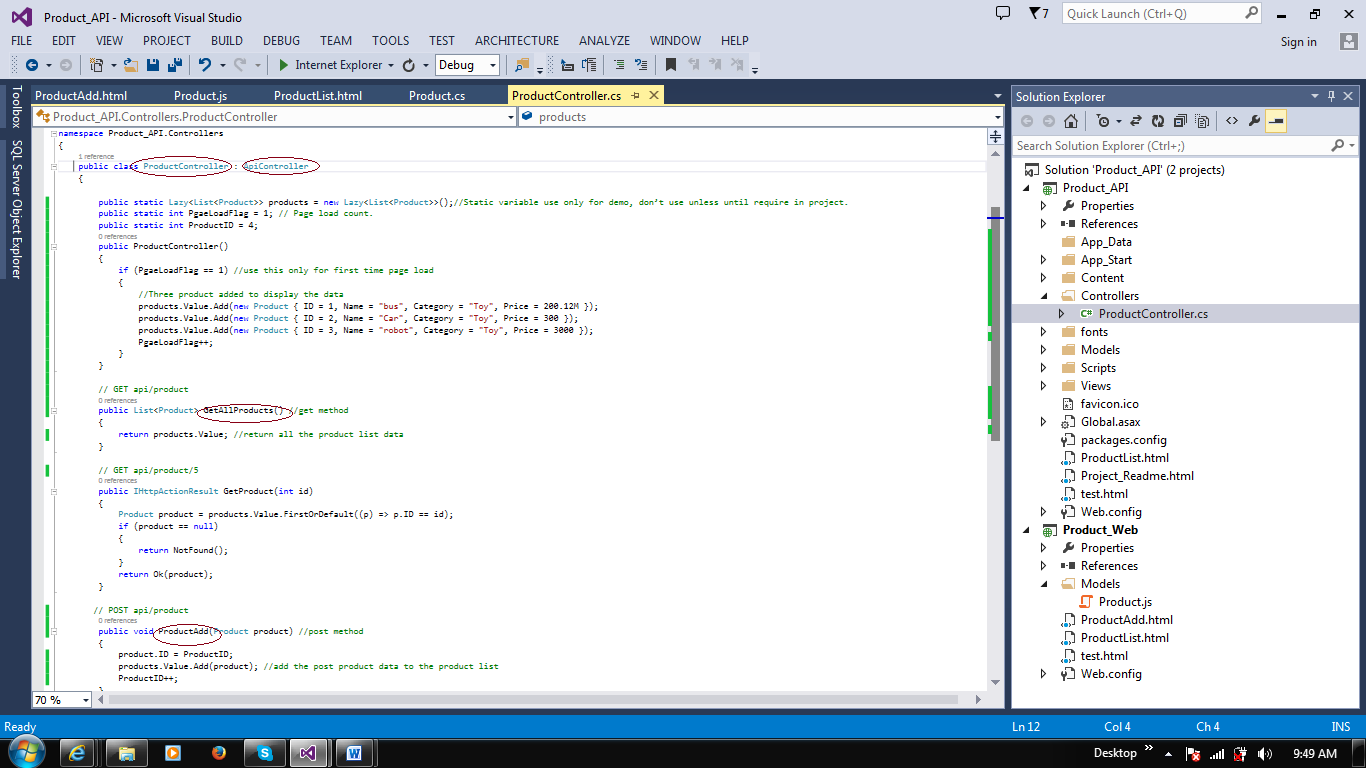 Product_API - Microsoft Visual Studio
7
Quick Launch (Ctrl+Q)
FILE EDIT VIEW PROJECT BUILD DEBUG TEAM TOOLS TEST ARCHITECTURE ANALYZE WINDOW HELP
Sign in
Internet Explorer
Debug
Toolbox
SQL Server Object Explorer
ProductAdd.html Product.js ProductList.html Product.cs ProductController.cs
Product_API.Controllers.ProductController
products
namespace Product_API.Controllers
{
1 reference
public class ProductController : ApiController
{
public static Lazy<List<Product>> products = new Lazy<List<Product>>();//Static variable use only for demo, don't use unless until require in project.
public static int PgaeLoadFlag = 1; // Page load count.
public static int ProductID = 4;
0 references
public ProductController()
{
if (PgaeLoadFlag == 1) //use this only for first time page load
{
//Three product added to display the data
products.Value.Add(new Product { ID = 1, Name = "bus", Category = "Toy", Price = 200.12M });
products.Value.Add(new Product { ID = 2, Name = "Car", Category = "Toy", Price = 300 });
products.Value.Add(new Product { ID = 3, Name = "robot", Category = "Toy", Price = 3000 });
PgaeLoadFlag++;
}
}
// GET api/product
0 references
public List<Product> GetAllProducts() //get method
{
return products.Value; //return all the product list data
}
// GET api/product/5
0 references
public IHttpActionResult GetProduct(int id)
{
Product product = products.Value.FirstOrDefault((p) => p.ID == id);
if (product == null)
{
return NotFound();
}
return Ok(product);
}
// POST api/product
0 references
public void ProductAdd(Product product) //post method
{
product.ID = ProductID;
products.Value.Add(product); //add the post product data to the product list
ProductID++;
}
70 %
Solution Explorer
Search Solution Explorer (Ctrl+;)
Solution 'Product_API' (2 projects)
Product_API
Properties
References
App_Data
App_Start
Content
Controllers
C# ProductController.cs
fonts
Models
Scripts
Views
favicon.ico
Global.asax
packages.config
ProductList.html
Project_Readme.html
test.html
Web.config
Product_Web
Properties
References
Models
Product.js
ProductAdd.html
ProductList.html
test.html
Web.config
Ready
Ln 12 Col 4 Ch 4 INS
Desktop
9:49 AM